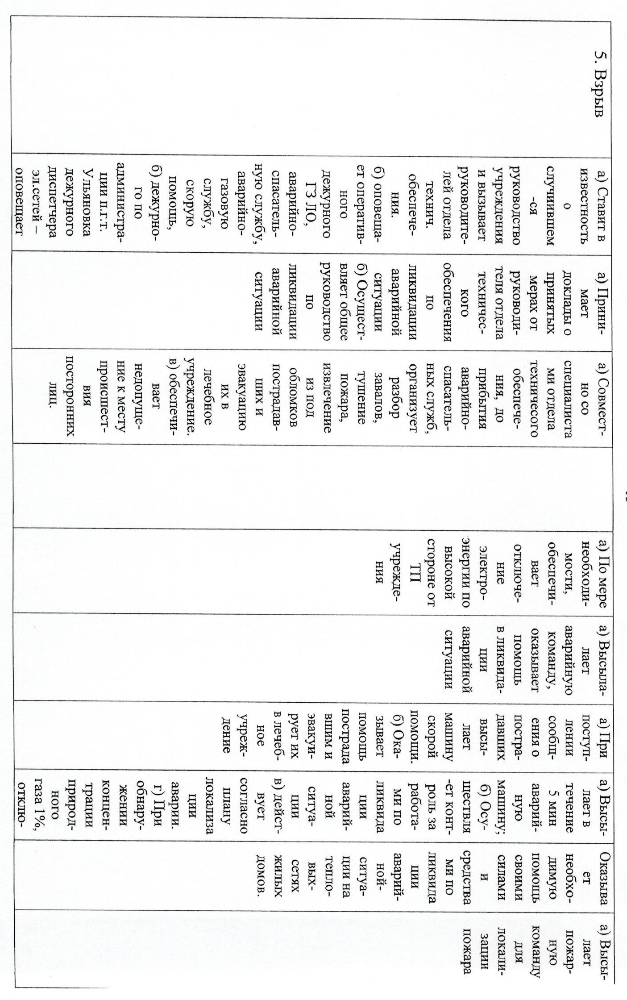 5. Взрыв
а) Ставит в
известность
о
случиившем
-ся
руководство
учреждения
и вызывает
руководите-
лей отдела
технич.
обеспече-
ния.
б) оповеща-
ет оператив-
ного
дежурного
ГЗ ЛО,
аварийно-
спасатель-
ную службу,
аварийно-
газовую
службу,
скорую
помощь,
б) дежурно-
го по
администра-
ции п.г.т.
Ульяновка
дежурного
диспетчера
эл.сетей –
оповещает
а) Прини-
мает
доклады о
принятых
мерах от
руководи-
теля отдела
техничес-
кого
обеспечения
по
ликвидации
аварийной
ситуации
б) Осущест-
вляет общее
руководство
по
ликвидации
аварийной
ситуации
а) Совмест-
но со
специалиста
ми отдела
техничесого
обеспече-
ния, до
прибытия
аварийно-
спасатель-
ных служб,
организует
разбор
завалов,
тушение
пожара,
извлечение
из под
обломков
пострадав-
ших и
эвакуацию
их в
лечебное
учреждение.
в) обеспечи-
вает
недопуще-
ние к месту
происшест-
вия
посторонних
лиц.
а) По мере
необходи-
мости,
обеспечи-
вает
отключе-
ние
электро-
энергии по
высокой
стороне от
ТП
учрежде-
ния
а) Высыла-
лает
аварийную
команду,
оказывает
помощь
в ликвида-
ции
аварийной
ситуации
а) При
поступ-
лении
сообщ-
ения о
постра-
давших
высы-
лает
машину
скорой
помощи.
б) Ока-
зывает
помощь
пострада
вшим и
эвакуи-
рует их
в лечеб-
ное
учреж-
дение
а) Высы-
лает в
течение
5 мин
аварий-
ную
машину;
б) Осу-
ществля
-ет конт-
роль за
работа-
ми по
ликвида
ции
аварий-
ной
ситуа-
ции
в) дейст-
вует
согласно
плану
локализа
ции
аварии.
г) При
обнару-
жении
концен-
трации
природ-
ного
газа 1%,
отклю-
Оказыва
ет
необхо-
димую
помощь
своими
силами
и
средства
ми по
ликвида
ции
аварий-
ной-
ситуа-
ции на
тепло-
вых-
сетях
жилых
домов.
а) Высы-
лает
пожар-
ную
команду
для
локали-
зации
пожара